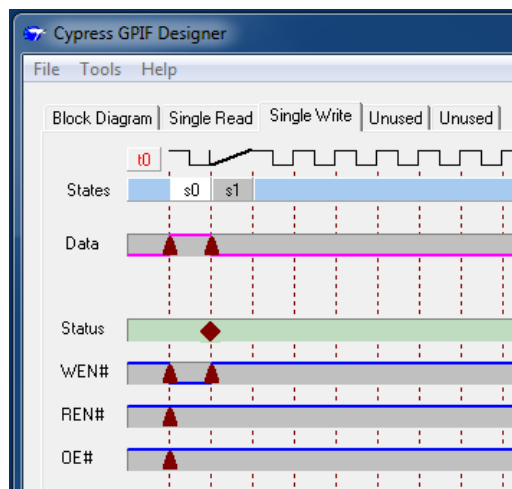 Cypress GPIF Designer
File Tools Help
Block Diagram Single Read Single Write Unused Unused
t0
States s0 s1
Data
Status
WEN#
REN#
OE#